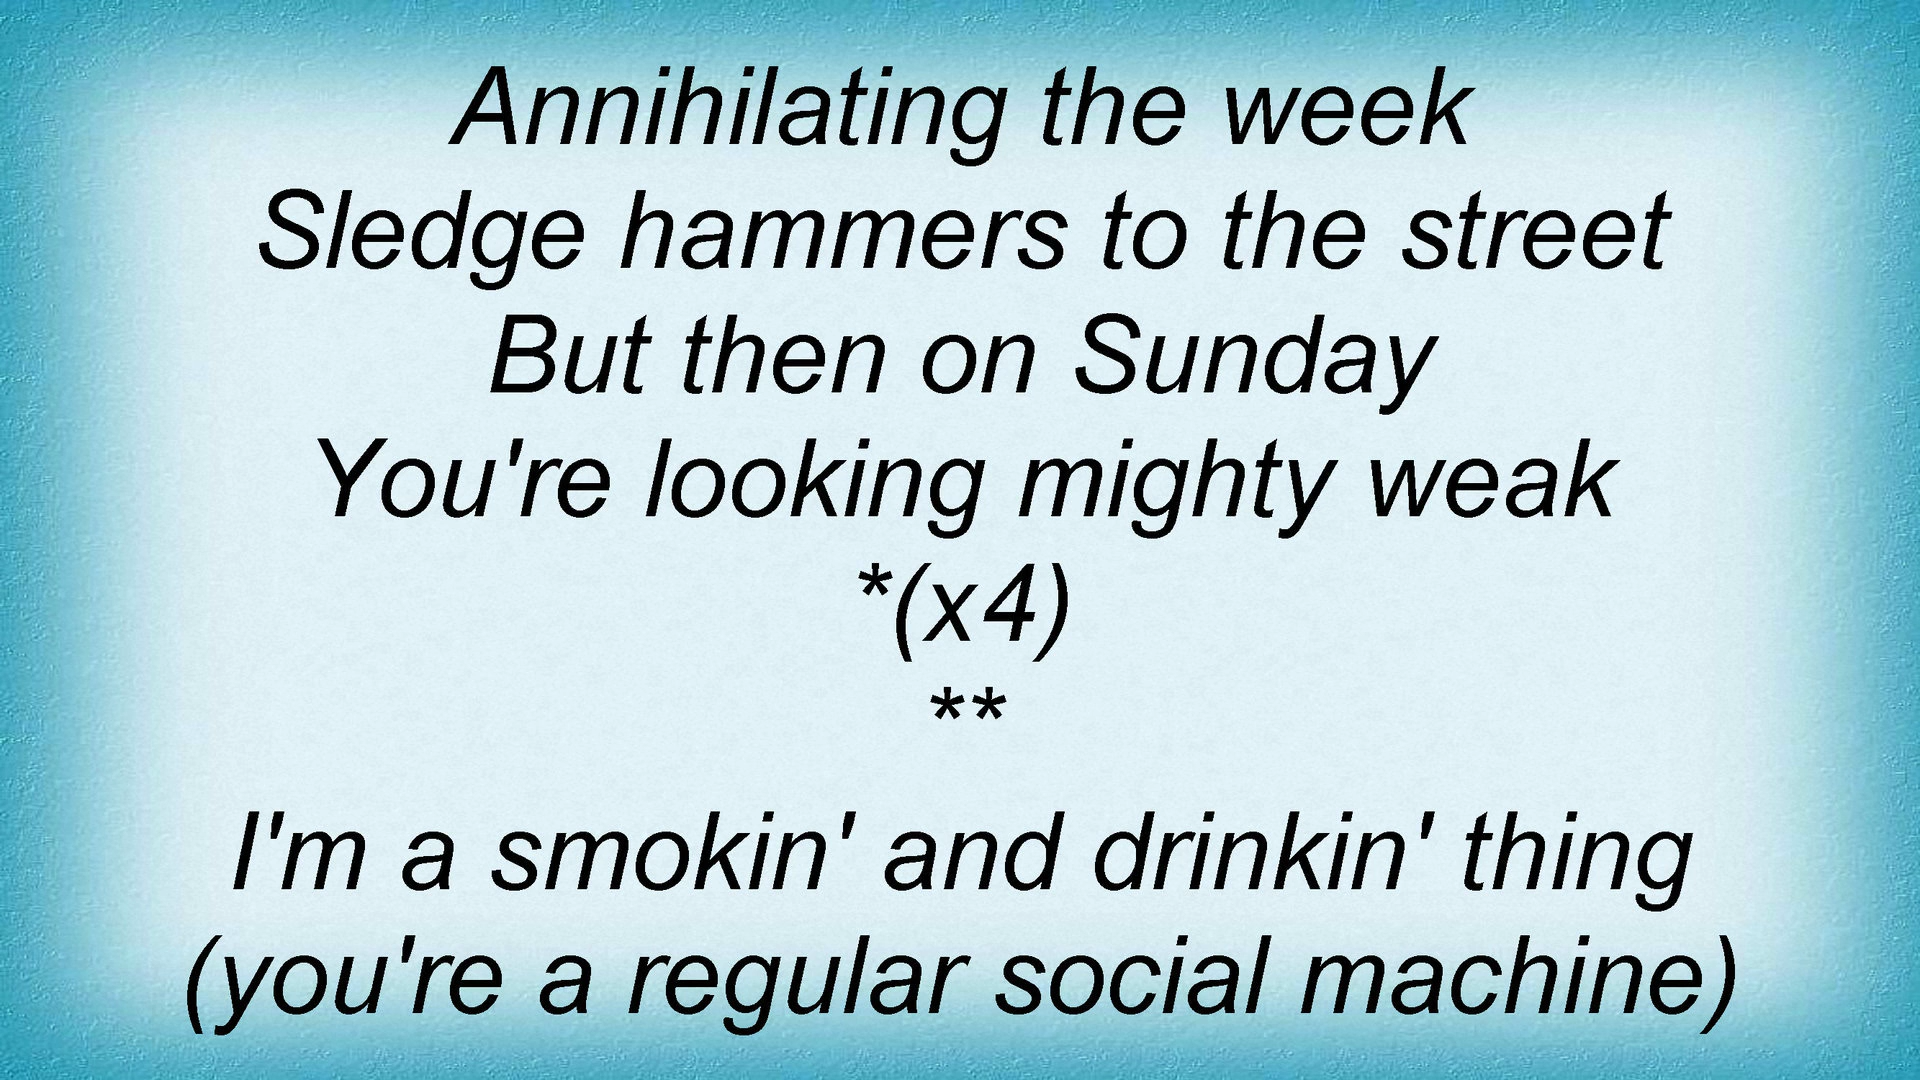 Annihilating the week
Sledge hammers to the street
But then on Sunday
You're looking mighty weak
*(x4)
**
I'm a smokin' and drinkin' thing
(you're a regular social machine)